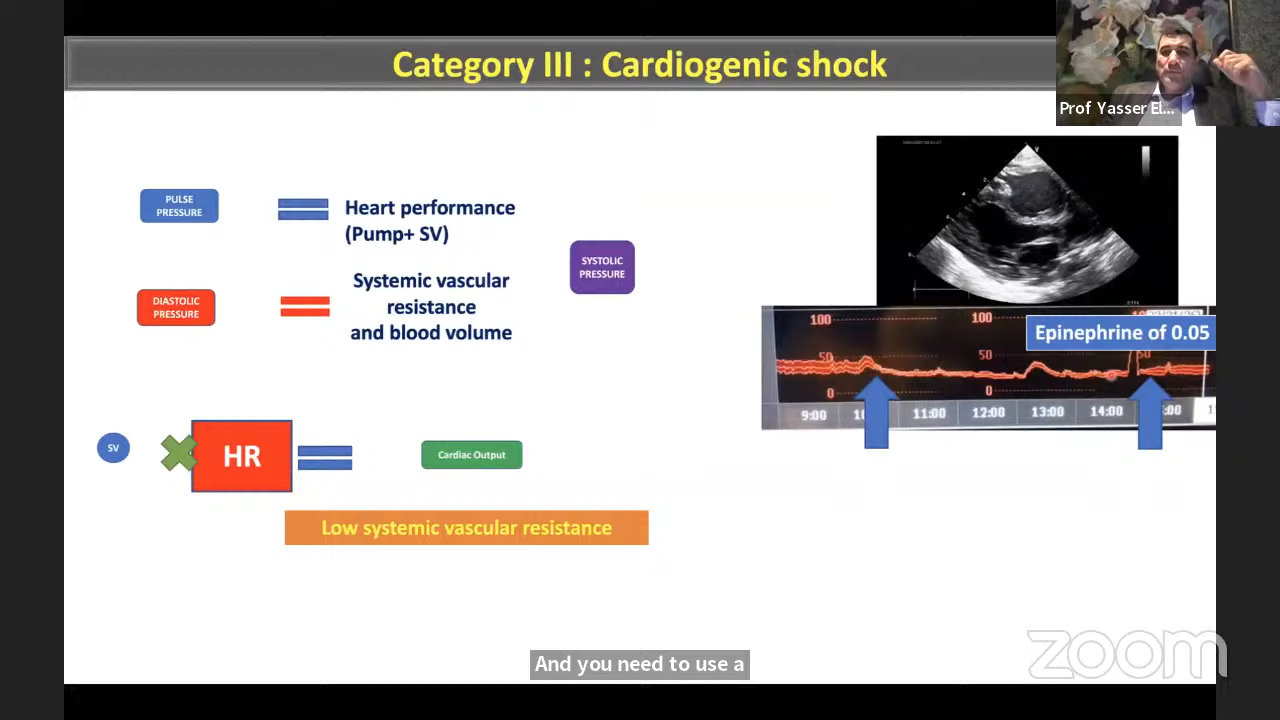 Category III : Cardiogenic shock
Prof Yasser El...
PULSE
PRESSURE
Heart performance
(Pump+ SV)
SYSTOLIC
PRESSURE
DIASTOLIC
PRESSURE
Systemic vascular
resistance
and blood volume
100
100
Epinephrine of 0.05
50
50
50
0
0
9:00
11:00
12:00
13:00
14:00
SV
HR
Cardiac Output
Low systemic vascular resistance
And you need to use a
zoom